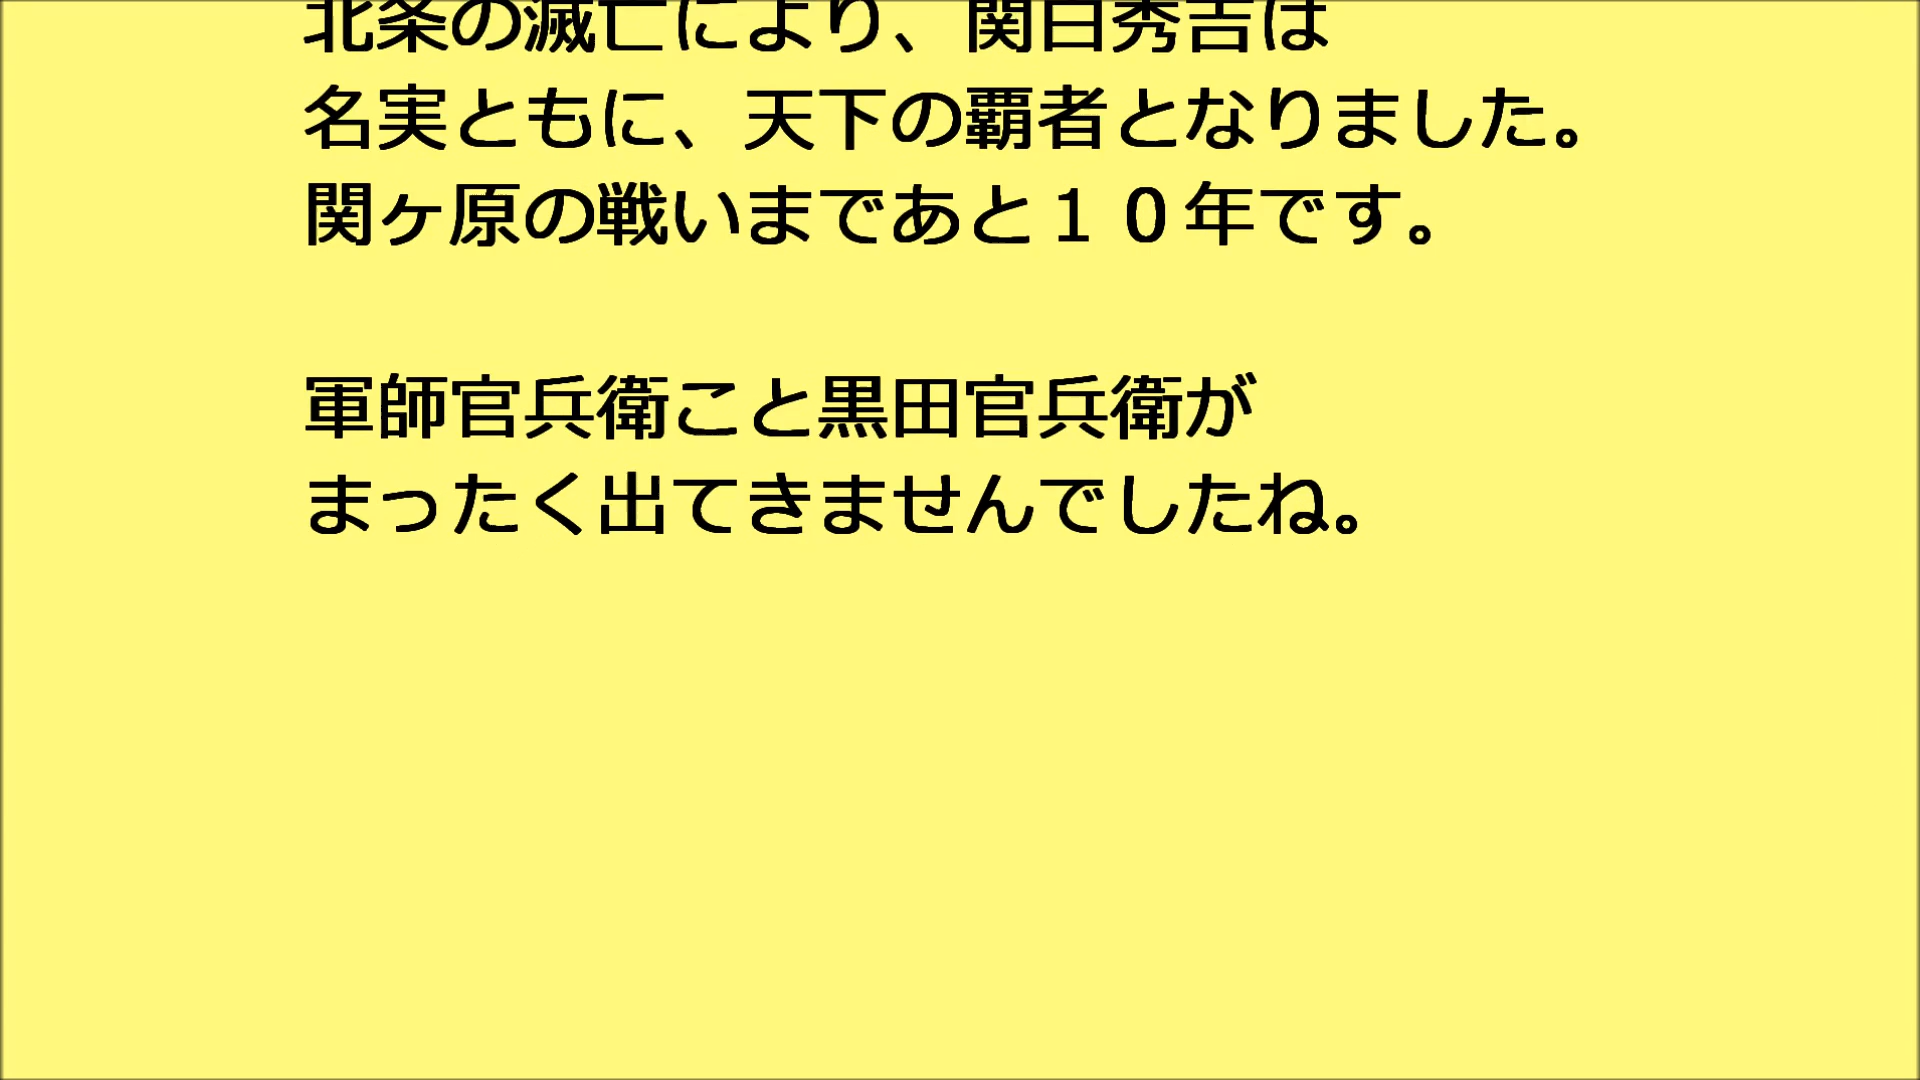 北条の滅亡により、関白秀吉は
名実ともに、天下の覇者となりました。
関ヶ原の戦いまであと１０年です。
軍師官兵衛こと黒田官兵衛が
まったく出てきませんでしたね。